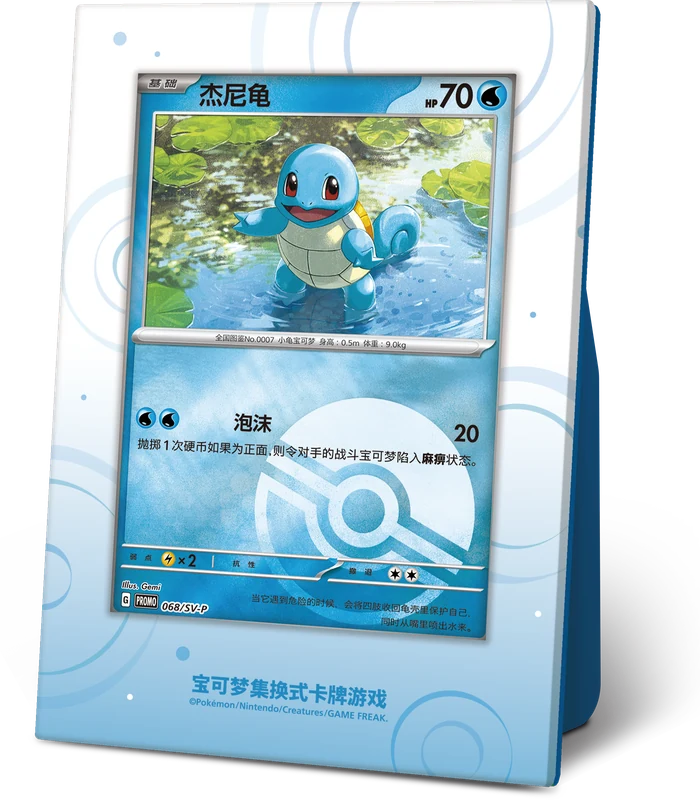 基础
杰尼龟
HP70
全国图鉴No.0007 小龟宝可梦 身高：0.5m 体重：9.0kg
泡沫 20
抛掷1次硬币如果为正面，则令对手的战斗宝可梦陷入麻痹状态。
弱点 ×2 抗性 撤退
Illus. Gemi
G PROMO 068/SV-P
当它遇到危险的时候，会将四肢收回龟壳里保护自己，
同时从嘴里喷出水来。
宝可梦集换式卡牌游戏
©Pokémon/Nintendo/Creatures/GAME FREAK.